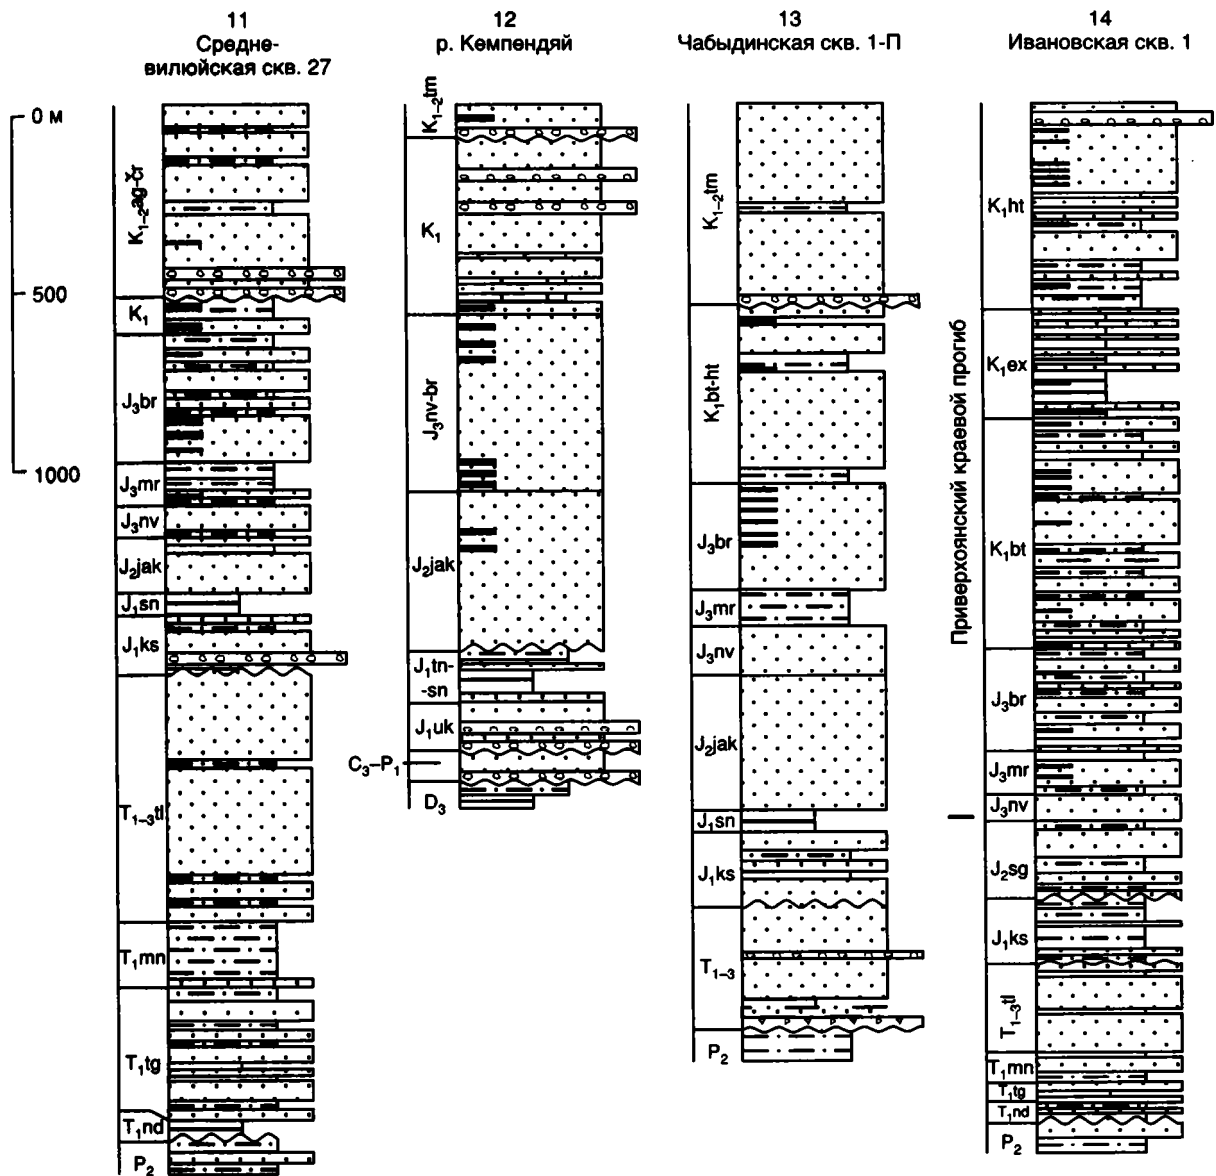 11
Средне-
вилюйская скв. 27
12
р. Кемпендяй
13
Чабыдинская скв. 1-П
14
Ивановская скв. 1
0 м
500
1000
K₁₋₂ag-čr
K₁
J₃br
J₃mr
J₃nv
J₂jak
J₁sn
J₁ks
T₁₋₃tl
T₁mn
T₁tg
T₁nd
P₂
K₁₋₂tm
K₁
J₃nv-br
J₂jak
J₁tn-
-sn
J₁uk
C₃–P₁
D₃
K₁₋₂tm
K₁bt-ht
J₃br
J₃mr
J₃nv
J₂jak
J₁sn
J₁ks
T₁₋₃
P₂
Приверхоянский краевой прогиб
K₁ht
K₁ex
K₁bt
J₃br
J₃mr
J₃nv
J₂sg
J₁ks
T₁₋₃tl
T₁mn
T₁tg
T₁nd
P₂